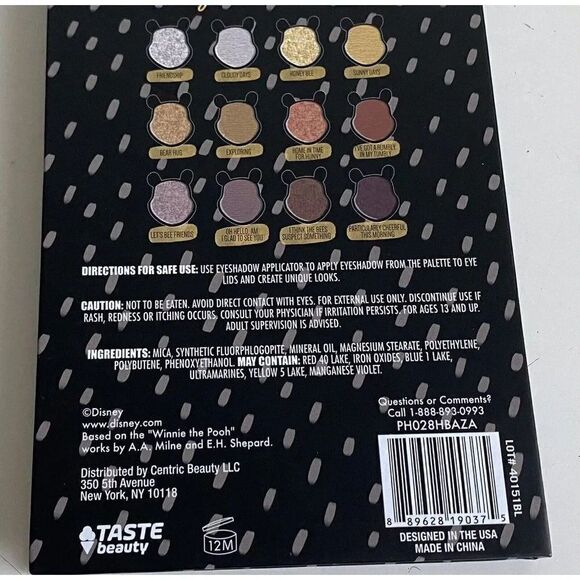 FRIENDSHIP
CLOUDY DAYS
HONEY BEE
SUNNY DAYS
BEAR HUG
EXPLORING
HOME IN TIME
FOR HUNNY
I'VE GOT A RUMBLY
IN MY TUMBLY
LET'S BEE FRIENDS
OH HELLO, AM
I GLAD TO SEE YOU
I THINK THE BEES
SUSPECT SOMETHING
PARTICULARLY CHEERFUL
THIS MORNING
DIRECTIONS FOR SAFE USE: USE EYESHADOW APPLICATOR TO APPLY EYESHADOW FROM THE PALETTE TO EYE
LIDS AND CREATE UNIQUE LOOKS.
CAUTION: NOT TO BE EATEN. AVOID DIRECT CONTACT WITH EYES. FOR EXTERNAL USE ONLY. DISCONTINUE USE IF
RASH, REDNESS OR ITCHING OCCURS. CONSULT YOUR PHYSICIAN IF IRRITATION PERSISTS. FOR AGES 13 AND UP.
ADULT SUPERVISION IS ADVISED.
INGREDIENTS: MICA, SYNTHETIC FLUORPHLOGOPITE, MINERAL OIL, MAGNESIUM STEARATE, POLYETHYLENE,
POLYBUTENE, PHENOXYETHANOL. MAY CONTAIN: RED 40 LAKE, IRON OXIDES, BLUE 1 LAKE,
ULTRAMARINES, YELLOW 5 LAKE, MANGANESE VIOLET.
©Disney
www.disney.com
Based on the "Winnie the Pooh"
works by A.A. Milne and E.H. Shepard.
Distributed by Centric Beauty LLC
350 5th Avenue
New York, NY 10118
TASTE
beauty
12M
Questions or Comments?
Call 1-888-893-0993
PH028HBAZA
LOT# 40151BL
8 89628 19037 5
DESIGNED IN THE USA
MADE IN CHINA